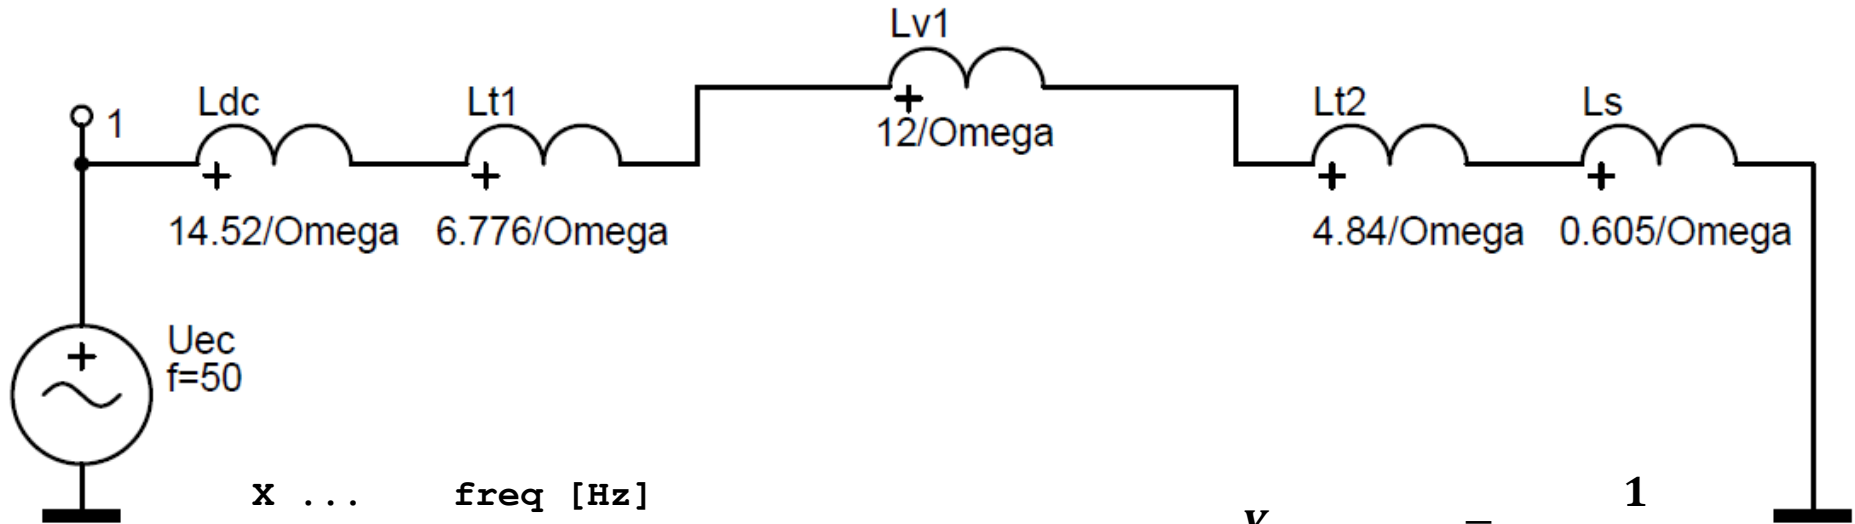 Lv1
12/Omega
1
Ldc
14.52/Omega
Lt1
6.776/Omega
Lt2
4.84/Omega
Ls
0.605/Omega
Uec
f=50
X ... freq [Hz]
1